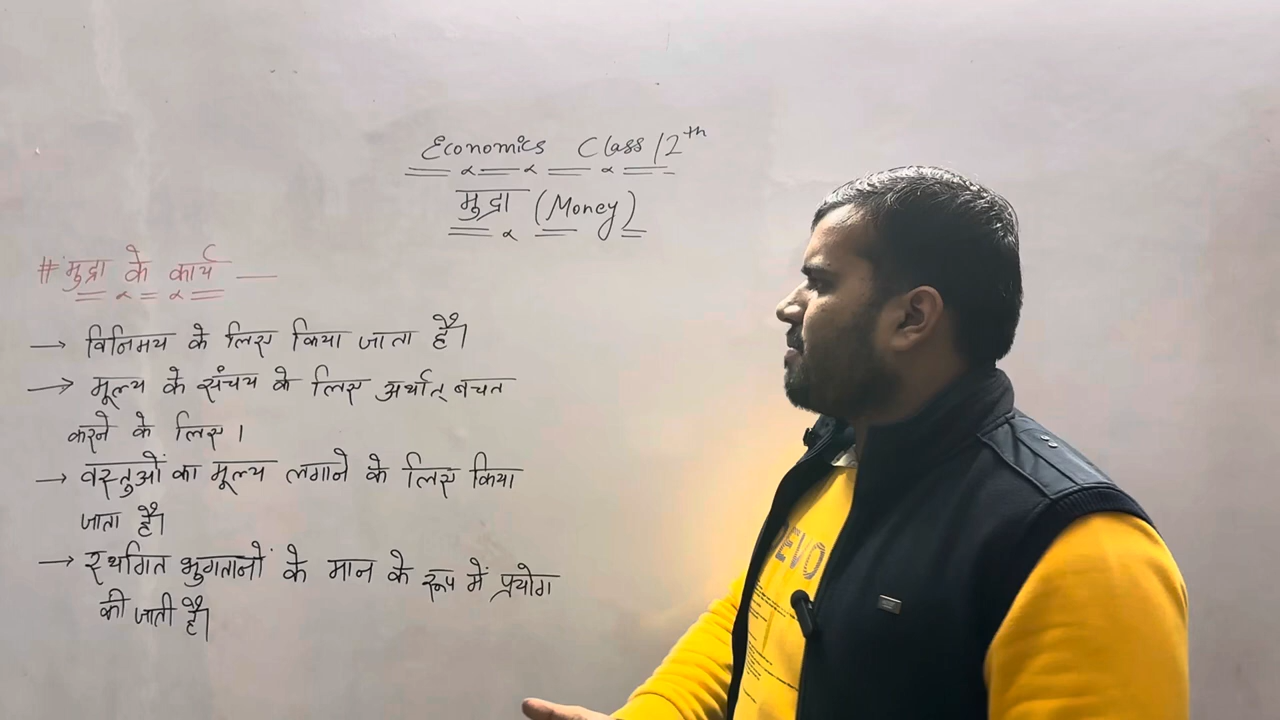 Economics Class 12th
मुद्रा (Money)
# मुद्रा के कार्य —
→ विनिमय के लिए किया जाता है।
→ मूल्य के संचय के लिए अर्थात् बचत
करने के लिए।
→ वस्तुओं का मूल्य लगाने के लिए किया
जाता है।
→ स्थगित भुगतानों के मान के रूप में प्रयोग
की जाती है।